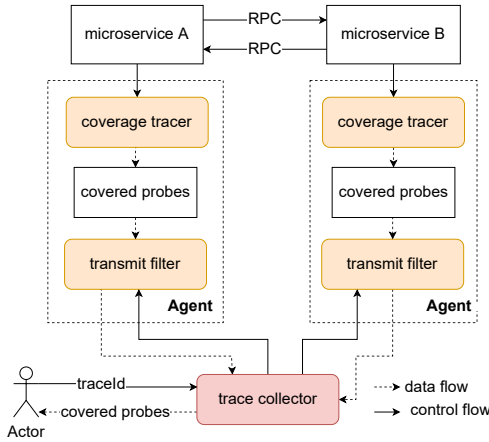 microservice A
RPC
RPC
microservice B
coverage tracer
coverage tracer
covered probes
covered probes
transmit filter
transmit filter
Agent
Agent
traceId
covered probes
Actor
trace collector
data flow
control flow